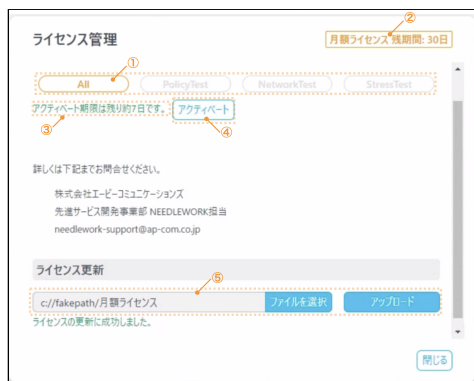 ②
ライセンス管理
月額ライセンス 残期間: 30日
①
All
PolicyTest
NetworkTest
StressTest
アクティベート期限は残り約7日です。
アクティベート
③
④
詳しくは下記までお問合せください。
株式会社エーピーコミュニケーションズ
先進サービス開発事業部 NEEDLEWORK担当
needlework-support@ap-com.co.jp
ライセンス更新
⑤
c://fakepath/月額ライセンス
ファイルを選択
アップロード
ライセンスの更新に成功しました。
閉じる